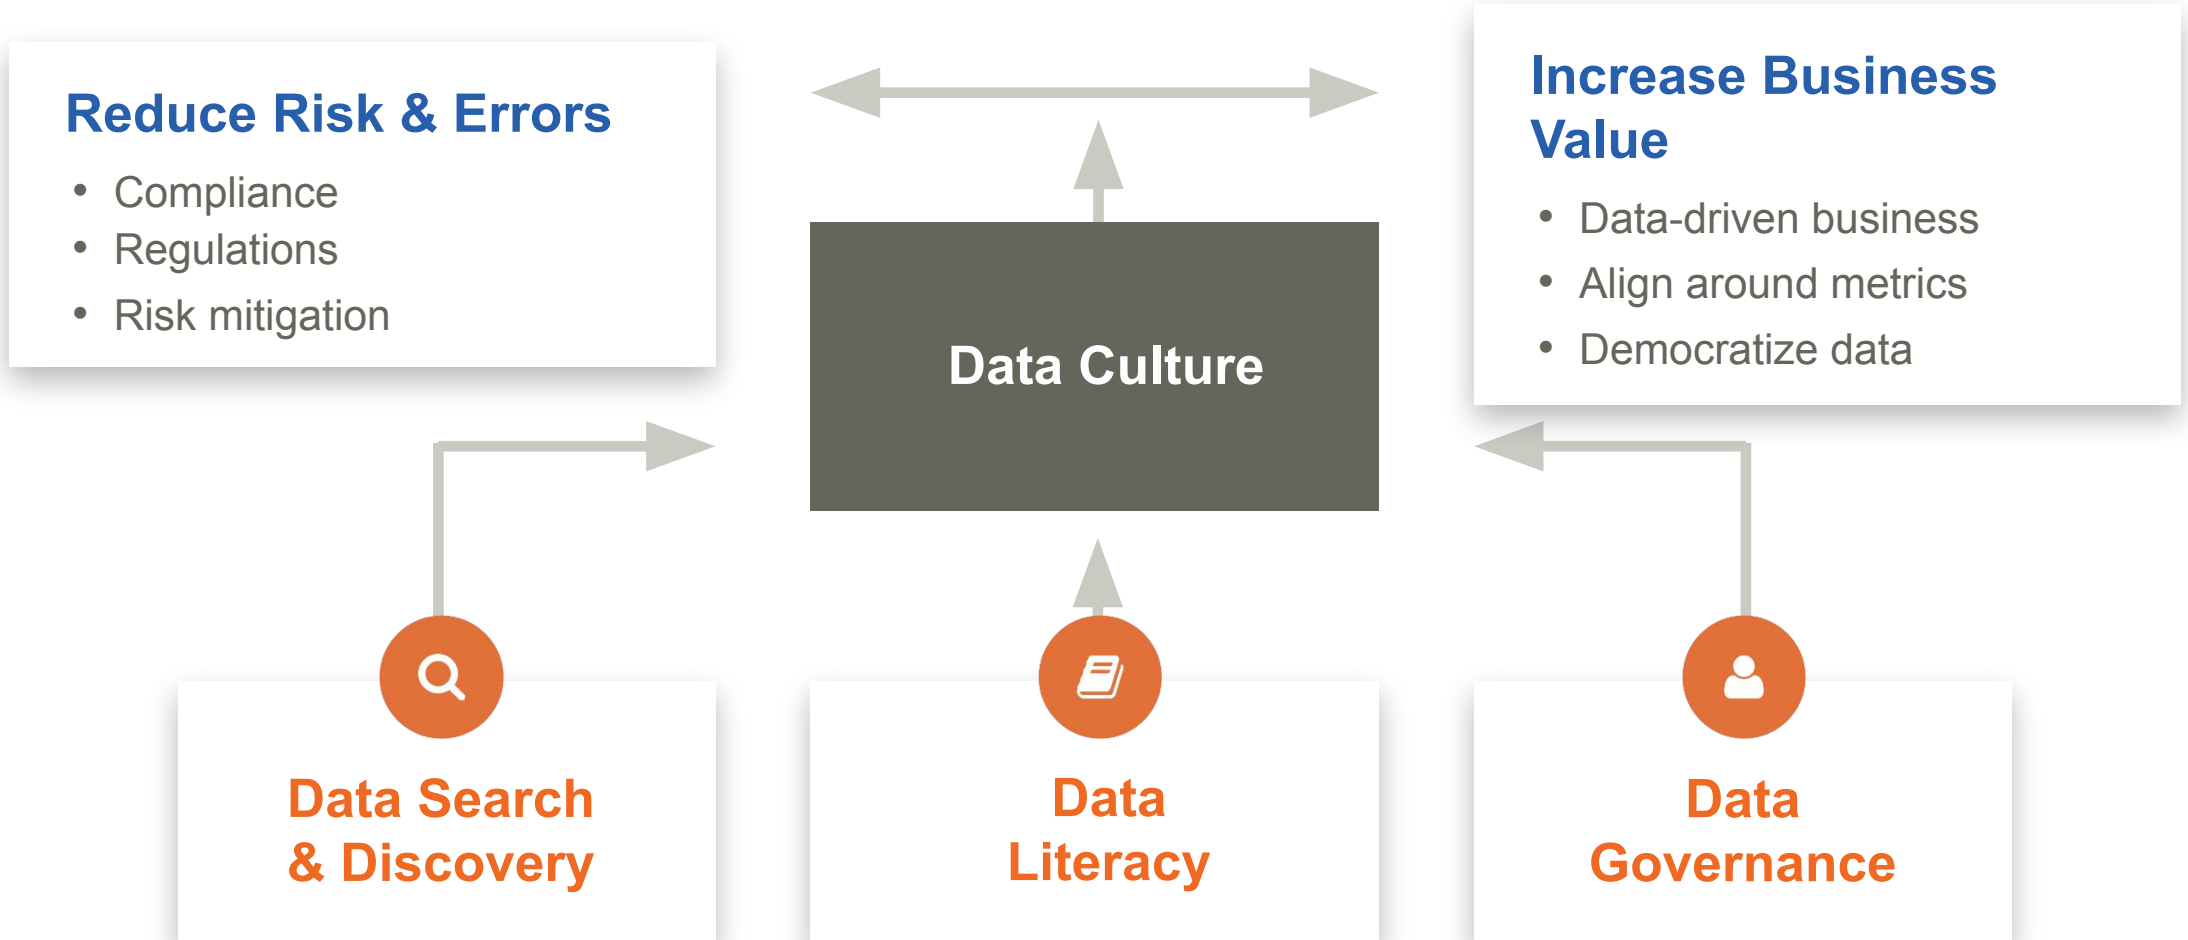 Reduce Risk & Errors
• Compliance
• Regulations
• Risk mitigation
Increase Business
Value
• Data-driven business
• Align around metrics
• Democratize data
Data Culture
Data Search
& Discovery
Data
Literacy
Data
Governance